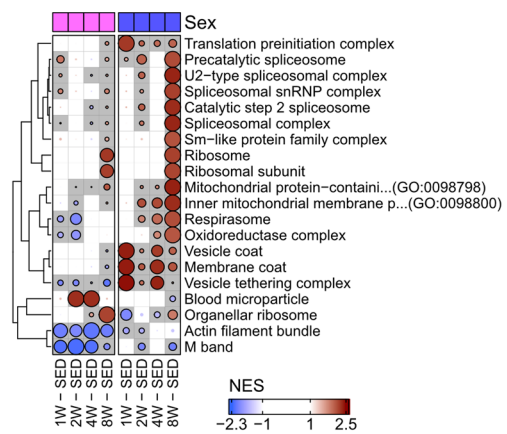 Sex
Translation preinitiation complex
Precatalytic spliceosome
U2-type spliceosomal complex
Spliceosomal snRNP complex
Catalytic step 2 spliceosome
Spliceosomal complex
Sm-like protein family complex
Ribosome
Ribosomal subunit
Mitochondrial protein-containi...(GO:0098798)
Inner mitochondrial membrane p...(GO:0098800)
Respirasome
Oxidoreductase complex
Vesicle coat
Membrane coat
Vesicle tethering complex
Blood microparticle
Organellar ribosome
Actin filament bundle
M band
1W – SED
2W – SED
4W – SED
8W – SED
1W – SED
2W – SED
4W – SED
8W – SED
NES
−2.3 −1 1 2.5